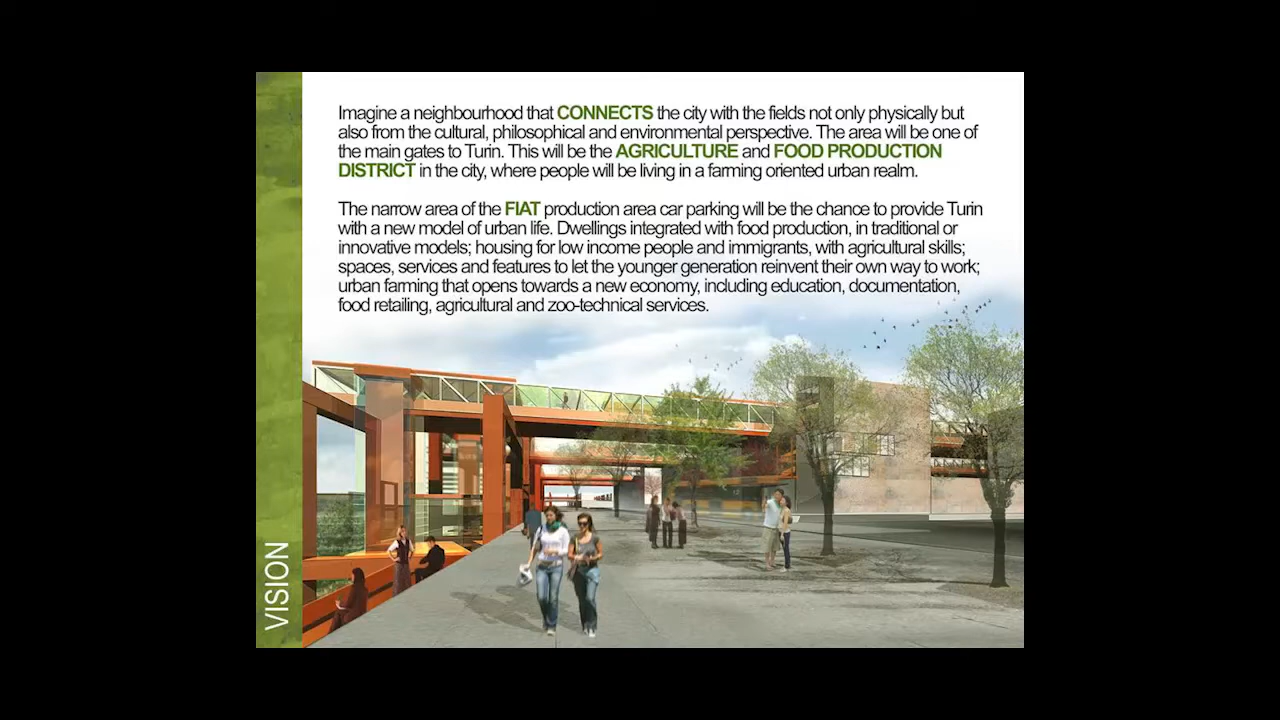 Imagine a neighbourhood that CONNECTS the city with the fields not only physically but
also from the cultural, philosophical and environmental perspective. The area will be one of
the main gates to Turin. This will be the AGRICULTURE and FOOD PRODUCTION
DISTRICT in the city, where people will be living in a farming oriented urban realm.
The narrow area of the FIAT production area car parking will be the chance to provide Turin
with a new model of urban life. Dwellings integrated with food production, in traditional or
innovative models; housing for low income people and immigrants, with agricultural skills;
spaces, services and features to let the younger generation reinvent their own way to work;
urban farming that opens towards a new economy, including education, documentation,
food retailing, agricultural and zoo-technical services.
VISION